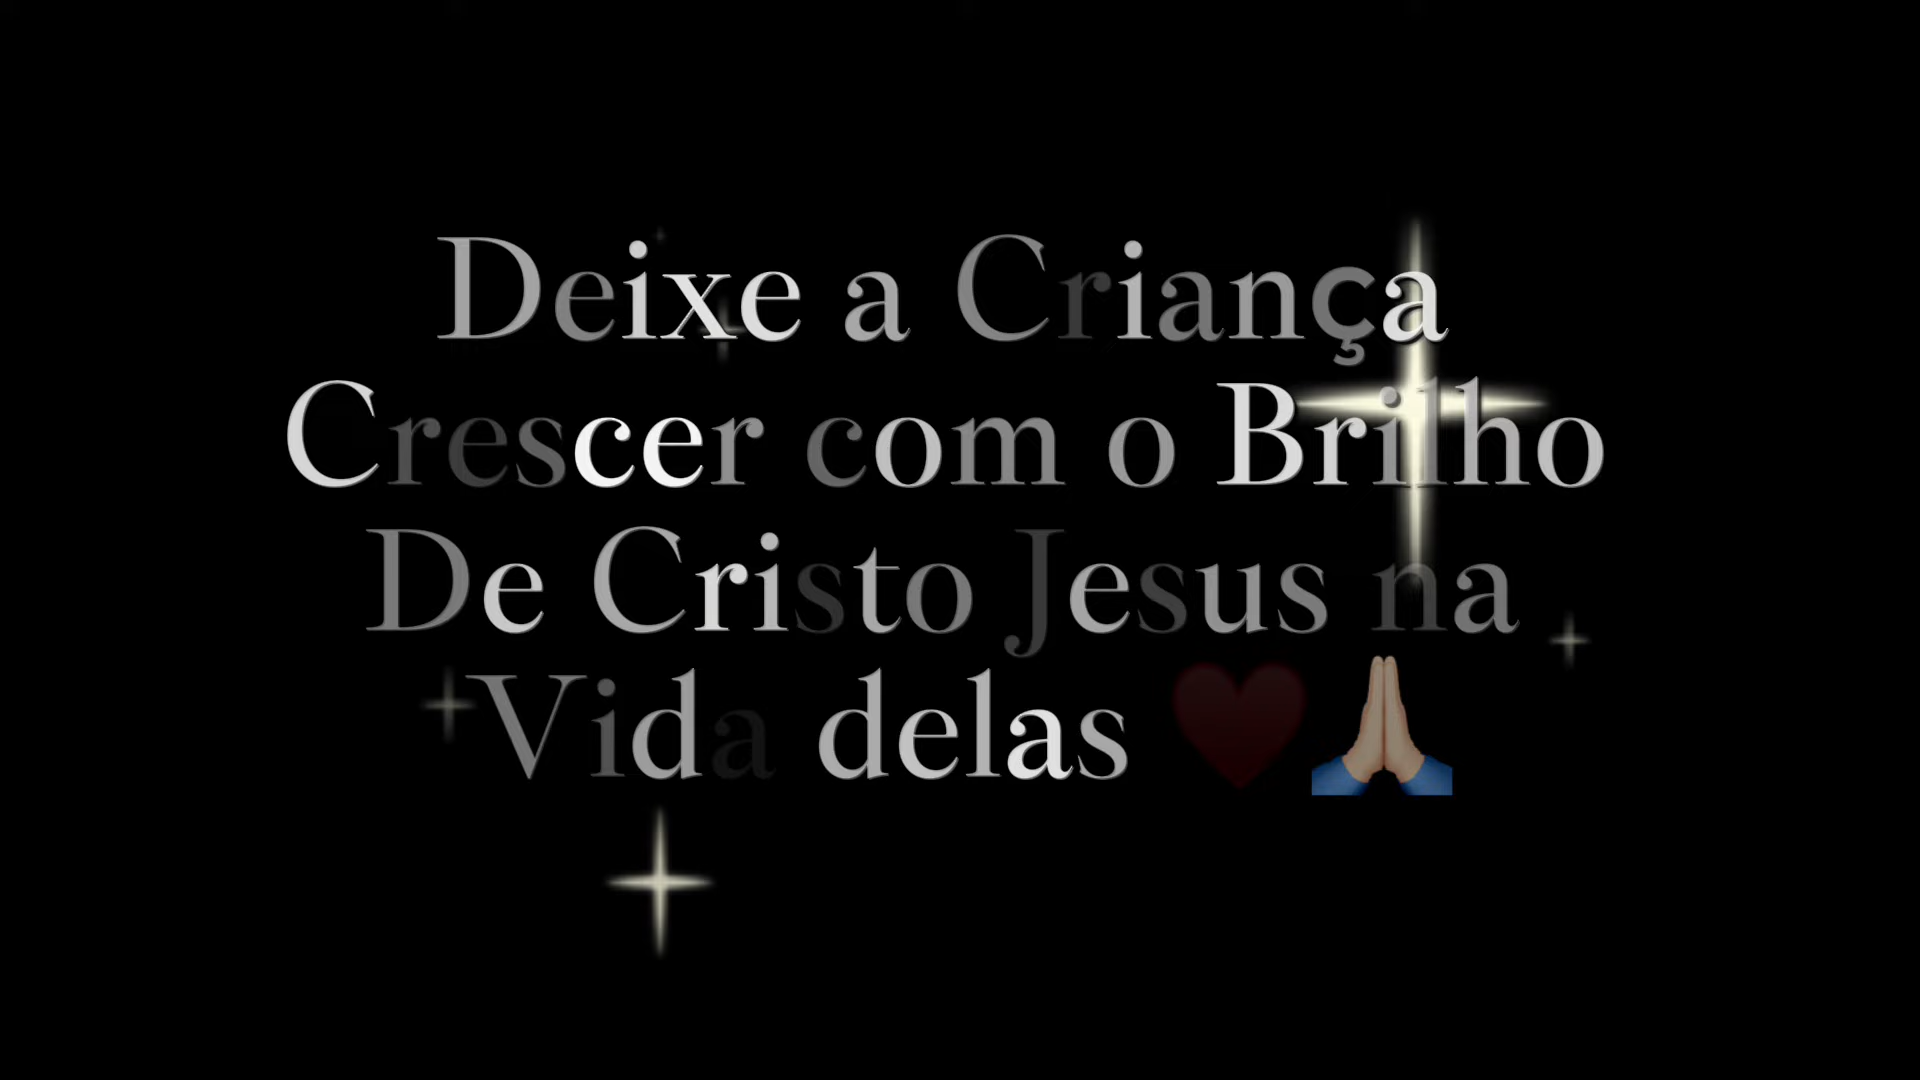 Deixe a Criança
Crescer com o Brilho
De Cristo Jesus na
Vida delas ♥️🙏🏼